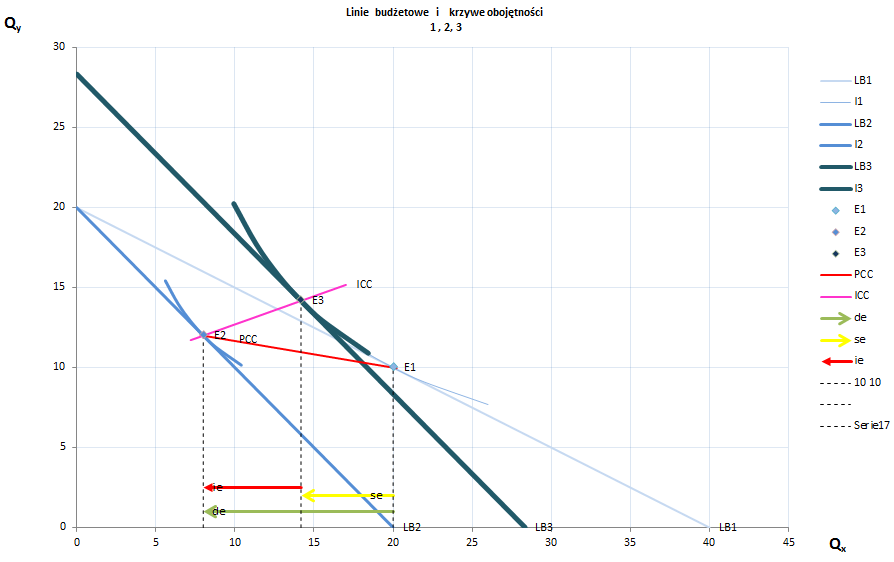 Linie budżetowe i krzywe obojętności
1 , 2, 3
Qy
30
25
20
15
10
5
0
0 5 10 15 20 25 30 35 40 45
Qx
ICC
E3
E2
PCC
E1
ie
se
de
LB2
LB3
LB1
LB1
I1
LB2
I2
LB3
I3
E1
E2
E3
PCC
ICC
de
se
ie
10 10
Serie17